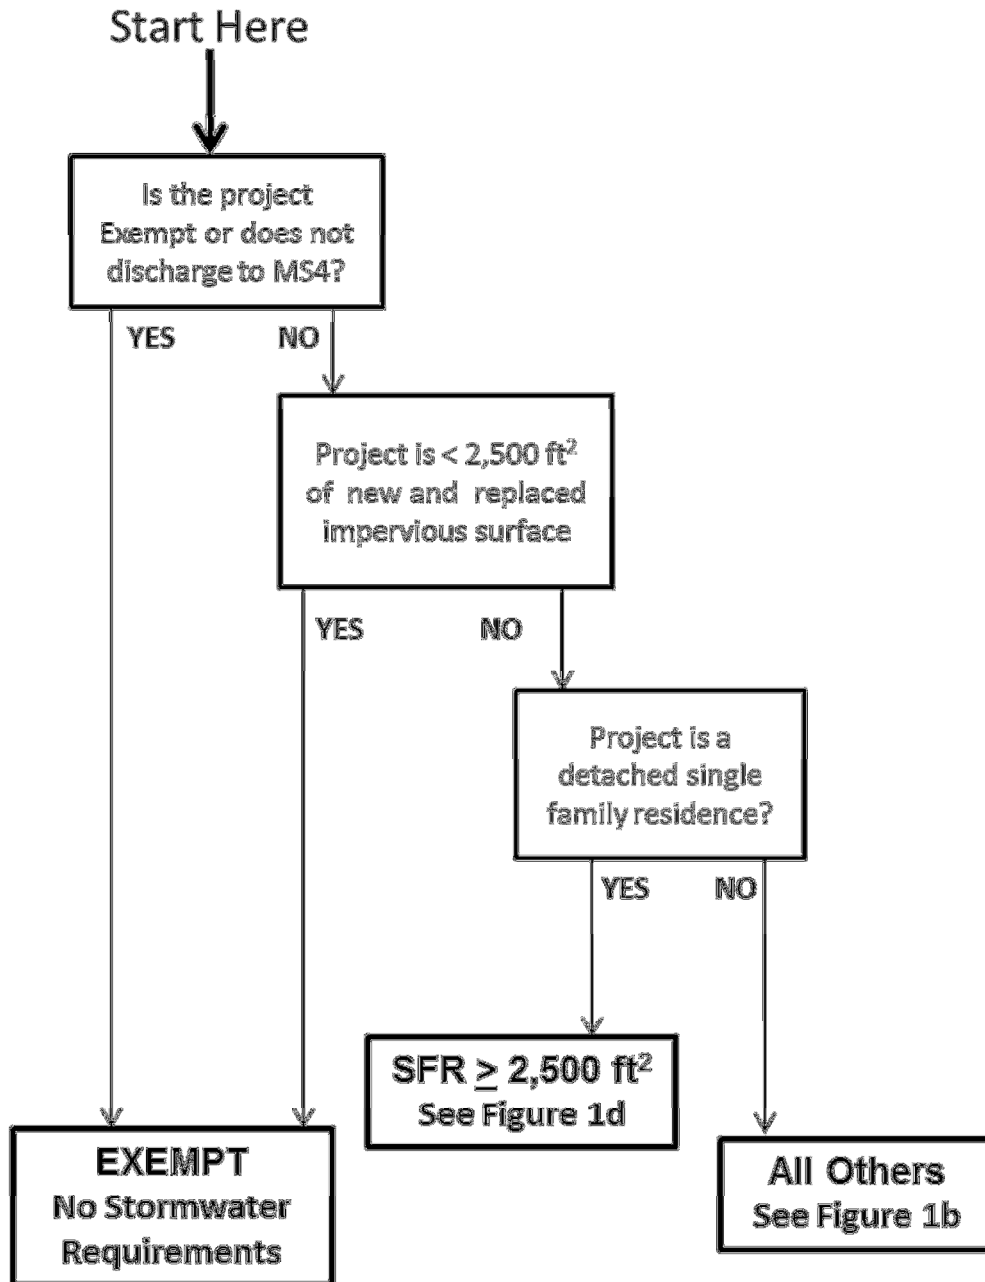 Start Here
Is the project
Exempt or does not
discharge to MS4?
YES NO
Project is < 2,500 ft²
of new and replaced
impervious surface
YES NO
Project is a
detached single
family residence?
YES NO
SFR ≥ 2,500 ft²
See Figure 1d
EXEMPT
No Stormwater
Requirements
All Others
See Figure 1b